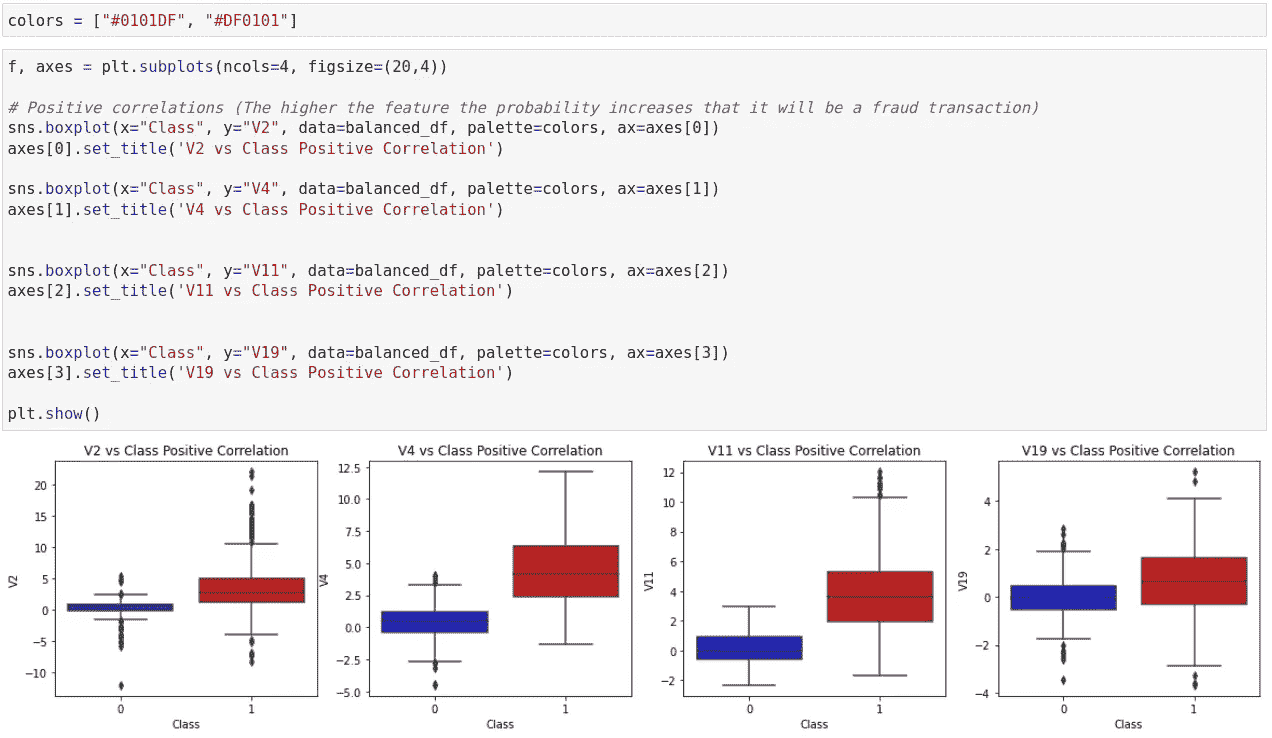 colors = ["#0101DF", "#DF0101"]
f, axes = plt.subplots(ncols=4, figsize=(20,4))
# Positive correlations (The higher the feature the probability increases that it will be a fraud transaction)
sns.boxplot(x="Class", y="V2", data=balanced_df, palette=colors, ax=axes[0])
axes[0].set_title('V2 vs Class Positive Correlation')
sns.boxplot(x="Class", y="V4", data=balanced_df, palette=colors, ax=axes[1])
axes[1].set_title('V4 vs Class Positive Correlation')
sns.boxplot(x="Class", y="V11", data=balanced_df, palette=colors, ax=axes[2])
axes[2].set_title('V11 vs Class Positive Correlation')
sns.boxplot(x="Class", y="V19", data=balanced_df, palette=colors, ax=axes[3])
axes[3].set_title('V19 vs Class Positive Correlation')
plt.show()
V2 vs Class Positive Correlation
20
15
10
5
0
−5
−10
V2
0 1
Class
V4 vs Class Positive Correlation
12.5
10.0
7.5
5.0
2.5
0.0
−2.5
−5.0
V4
0 1
Class
V11 vs Class Positive Correlation
12
10
8
6
4
2
0
−2
V11
0 1
Class
V19 vs Class Positive Correlation
4
2
0
−2
−4
V19
0 1
Class